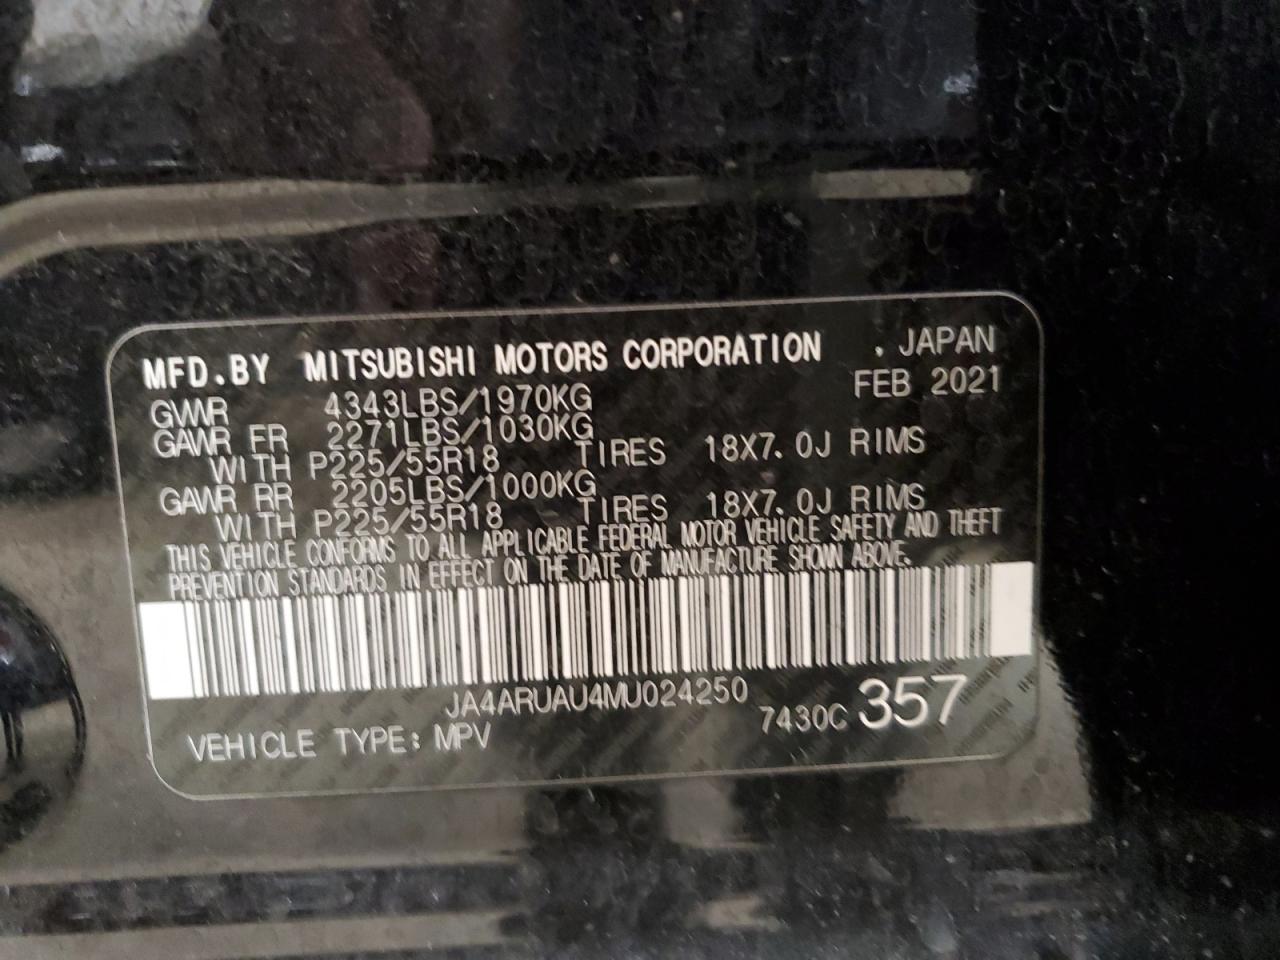 MFD.BY MITSUBISHI MOTORS CORPORATION . JAPAN
FEB 2021
GVWR 4343LBS/1970KG
GAWR FR 2271LBS/1030KG
WITH P225/55R18 TIRES 18X7.0J RIMS
GAWR RR 2205LBS/1000KG
WITH P225/55R18 TIRES 18X7.0J RIMS
THIS VEHICLE CONFORMS TO ALL APPLICABLE FEDERAL MOTOR VEHICLE SAFETY AND THEFT
PREVENTION STANDARDS IN EFFECT ON THE DATE OF MANUFACTURE SHOWN ABOVE.
JA4ARUAU4MU024250
7430C 357
VEHICLE TYPE: MPV